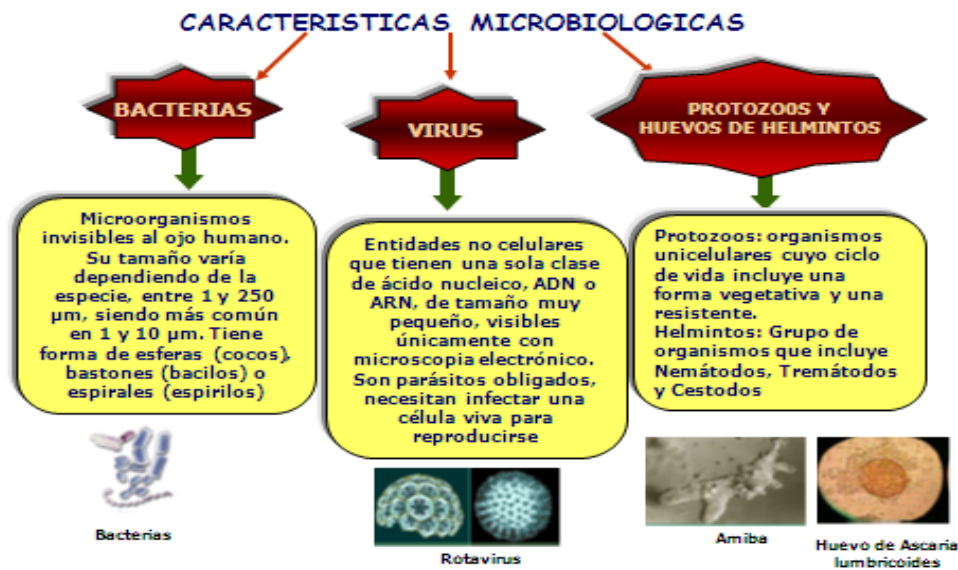 CARACTERISTICAS MICROBIOLOGICAS
BACTERIAS
Microorganismos
invisibles al ojo humano.
Su tamaño varía
dependiendo de la
especie, entre 1 y 250
µm, siendo más común
en 1 y 10 µm. Tiene
forma de esferas (cocos),
bastones (bacilos) o
espirales (espirilos)
Bacterias
VIRUS
Entidades no celulares
que tienen una sola clase
de ácido nucleico, ADN o
ARN, de tamaño muy
pequeño, visibles
únicamente con
microscopia electrónico.
Son parásitos obligados,
necesitan infectar una
célula viva para
reproducirse
Rotavirus
PROTOZO0S Y
HUEVOS DE HELMINTOS
Protozoos: organismos
unicelulares cuyo ciclo
de vida incluye una
forma vegetativa y una
resistente.
Helmintos: Grupo de
organismos que incluye
Nemátodos, Tremátodos
y Cestodos
Amiba
Huevo de Ascaria
lumbricoides